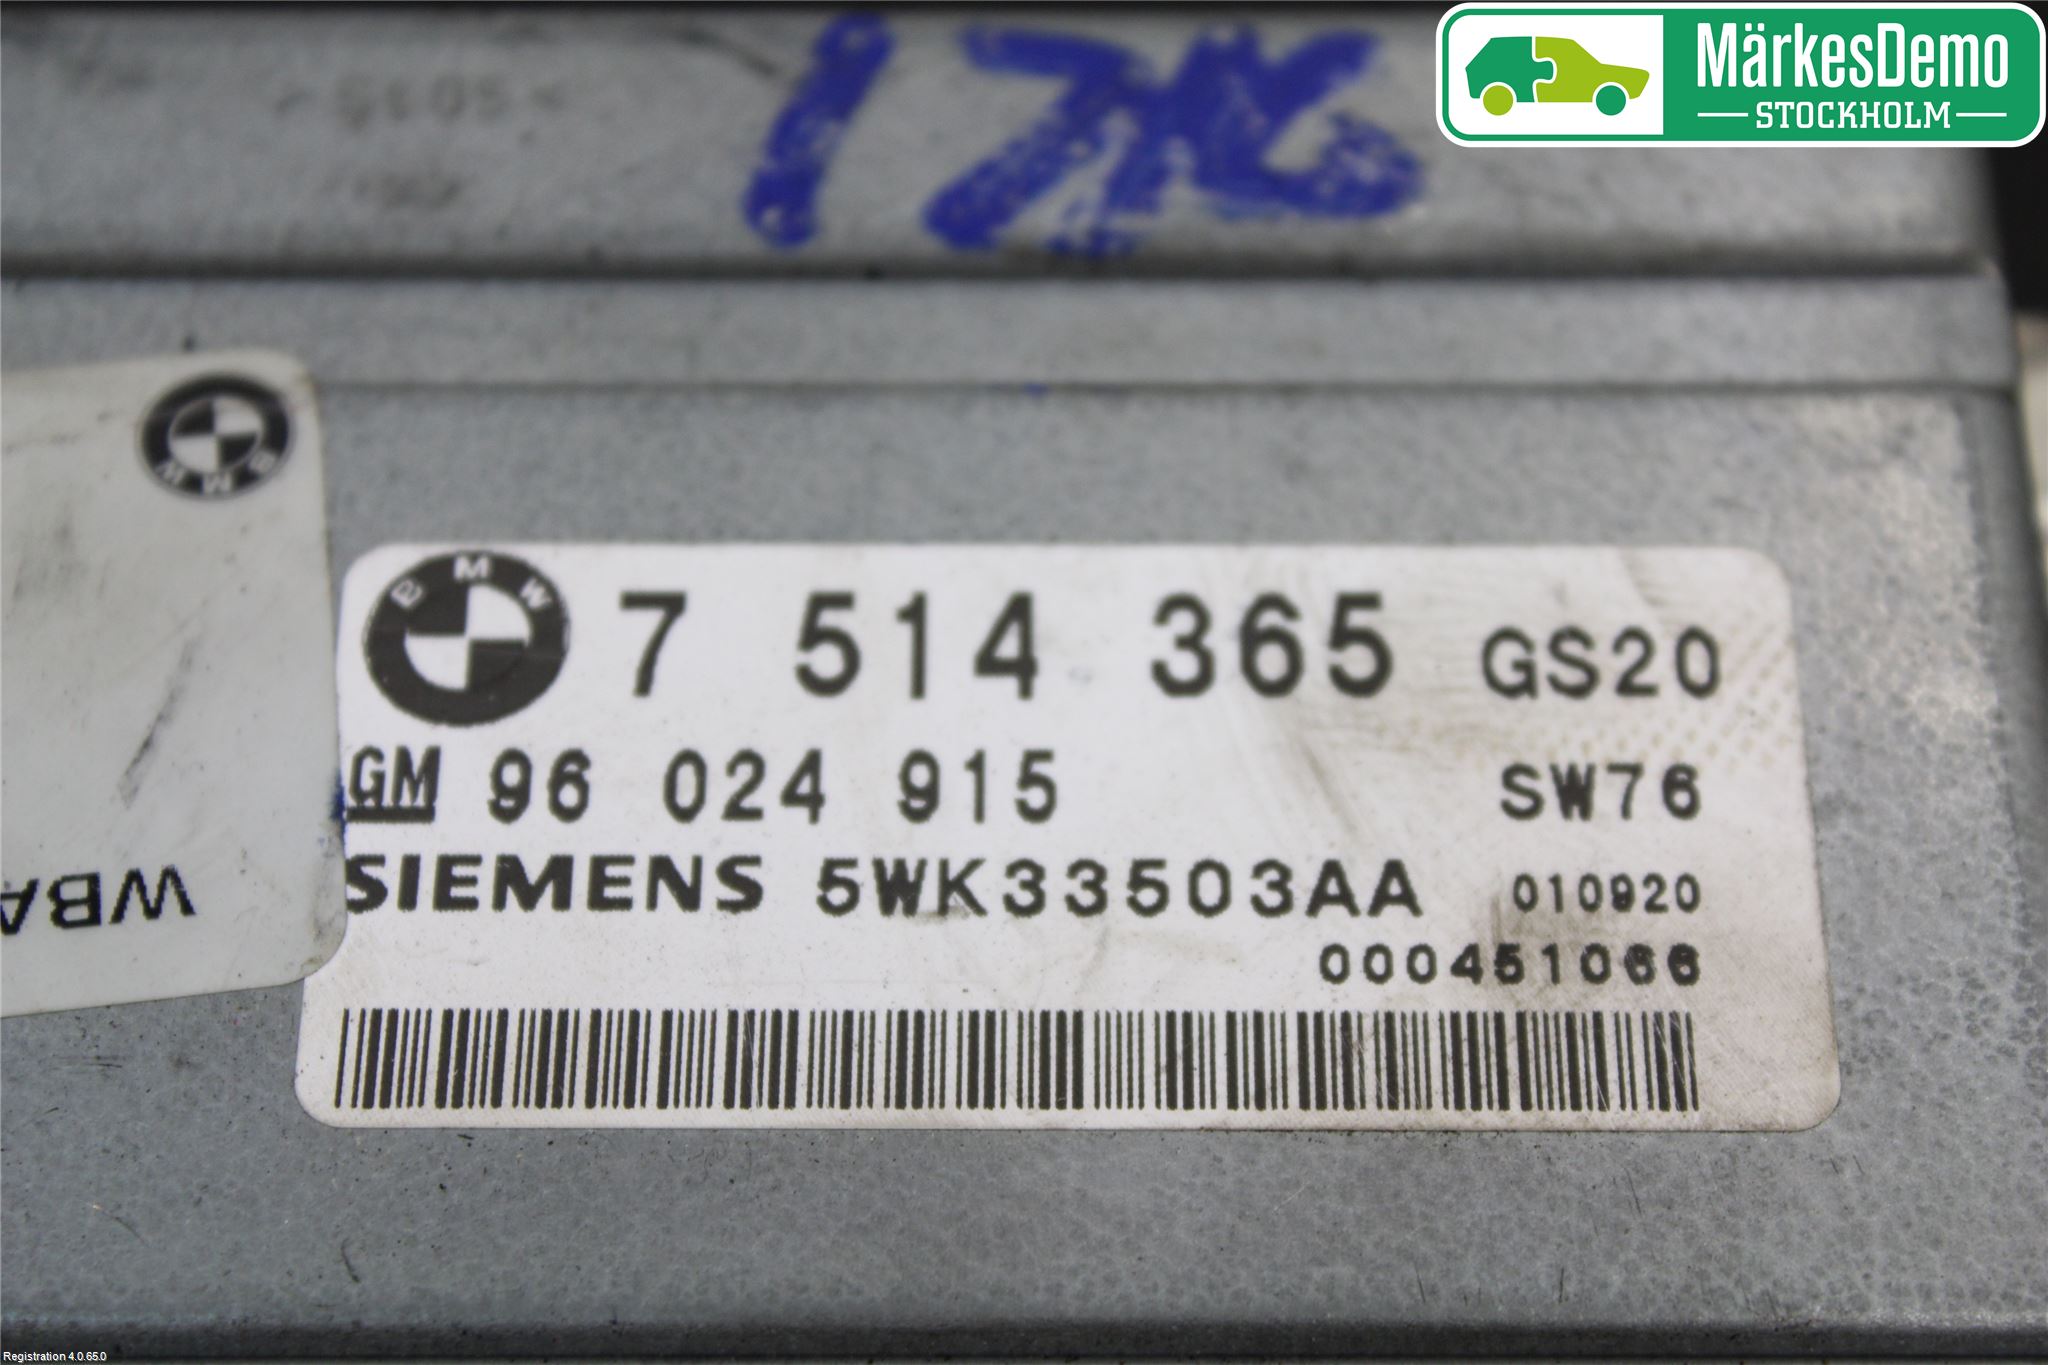 MärkesDemo
STOCKHOLM
BMW
BMW
7 514 365 GS20
GM 96 024 915 SW76
SIEMENS 5WK33503AA 010920
000451066
WBA
Registration 4.0.65.0